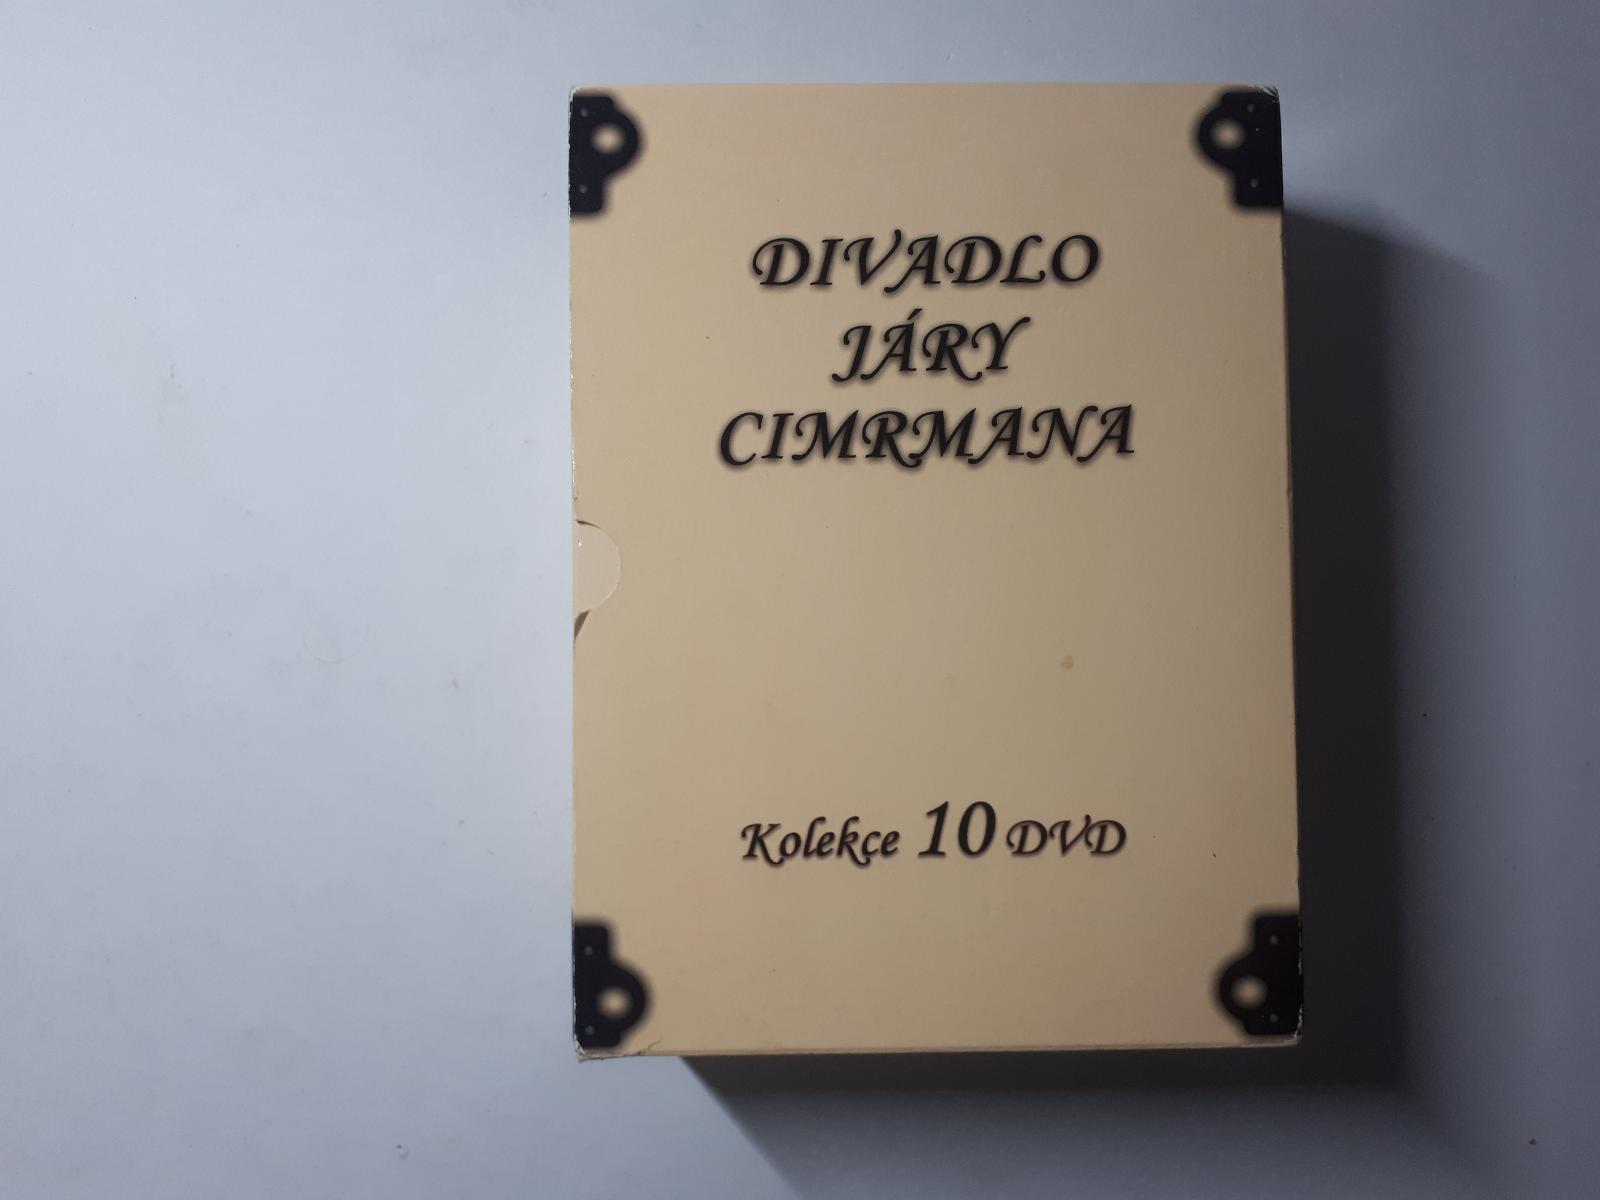 DIVADLO
JÁRY
CIMRMANA
Kolekce 10 DVD